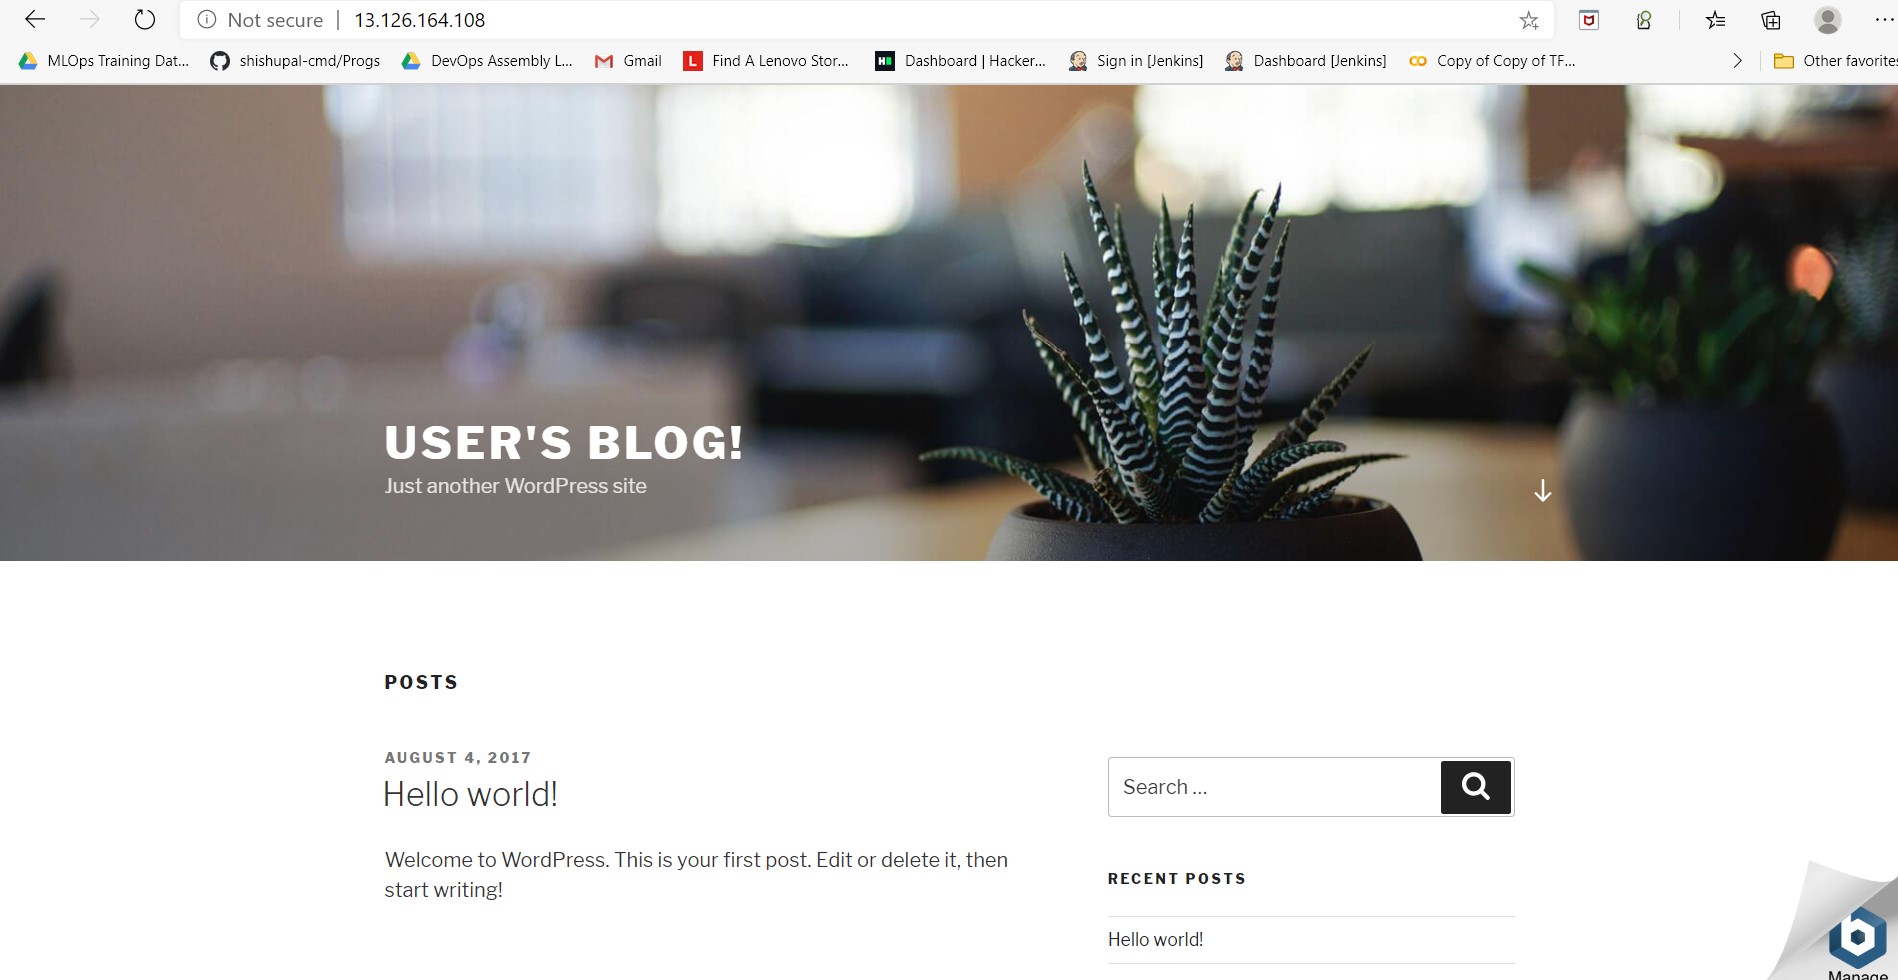 Not secure | 13.126.164.108
MLOps Training Dat... shishupal-cmd/Progs DevOps Assembly L... Gmail L Find A Lenovo Stor... H Dashboard | Hacker... Sign in [Jenkins] Dashboard [Jenkins] CO Copy of Copy of TF... Other favorites
USER'S BLOG!
Just another WordPress site
POSTS
AUGUST 4, 2017
Hello world!
Welcome to WordPress. This is your first post. Edit or delete it, then
start writing!
Search …
RECENT POSTS
Hello world!
b
Manage